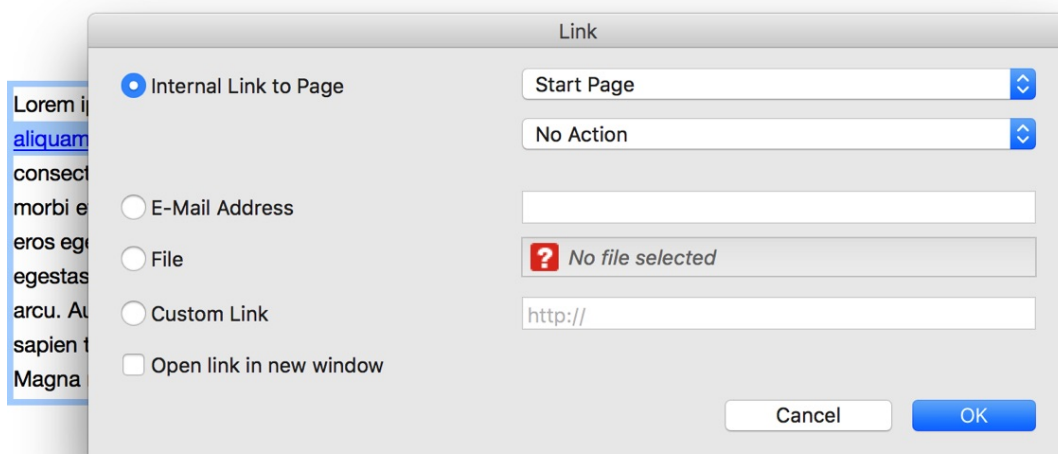 Link
Internal Link to Page
Start Page
No Action
E-Mail Address
File
? No file selected
Custom Link
http://
Open link in new window
Cancel
OK
Lorem
aliquam
consect
morbi
eros
egestas
arcu.
sapien
Magna